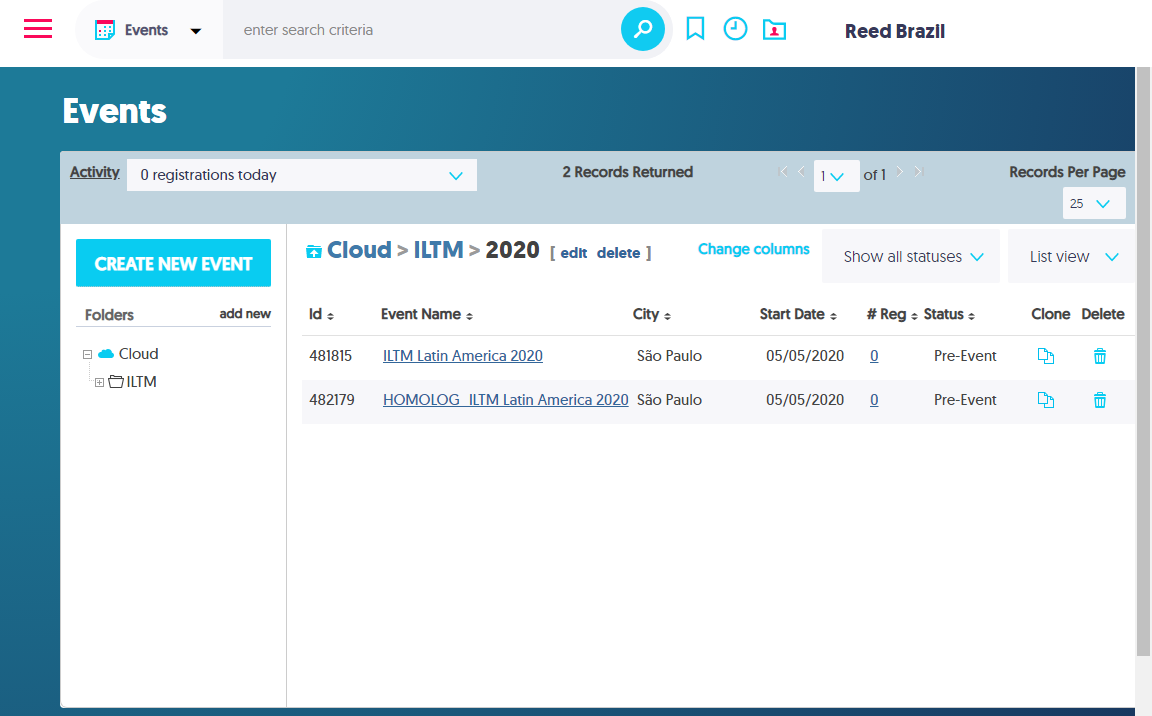 Events
enter search criteria
Reed Brazil
Events
Activity
0 registrations today
2 Records Returned
1
of 1
Records Per Page
25
CREATE NEW EVENT
Folders
add new
Cloud
ILTM
Cloud > ILTM > 2020 [ edit delete ]
Change columns
Show all statuses
List view
Id Event Name City Start Date # Reg Status Clone Delete
481815 ILTM Latin America 2020 São Paulo 05/05/2020 0 Pre-Event
482179 HOMOLOG_ILTM Latin America 2020 São Paulo 05/05/2020 0 Pre-Event